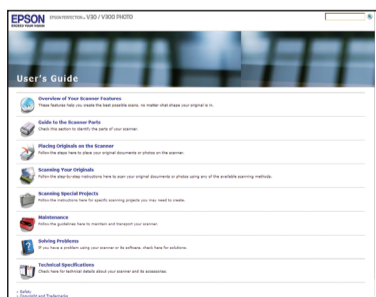 EPSON EPSON PERFECTION™ V30 / V300 PHOTO
EXCEED YOUR VISION
User's Guide
Overview of Your Scanner Features
These features help you create the best possible scans, no matter what shape your original is in.
Guide to the Scanner Parts
Check this section to identify the parts of your scanner.
Placing Originals on the Scanner
Follow the steps here to place your original documents or photos on the scanner.
Scanning Your Originals
Follow the step-by-step instructions here to scan your original documents or photos using any of the available scanning methods.
Scanning Special Projects
Follow the instructions here for specific scanning projects you may need to create.
Maintenance
Follow the guidelines here to maintain and transport your scanner.
Solving Problems
If you have a problem using your scanner or its software, check here for solutions.
Technical Specifications
Check here for technical details about your scanner and its accessories.
» Safety
» Copyright and Trademarks